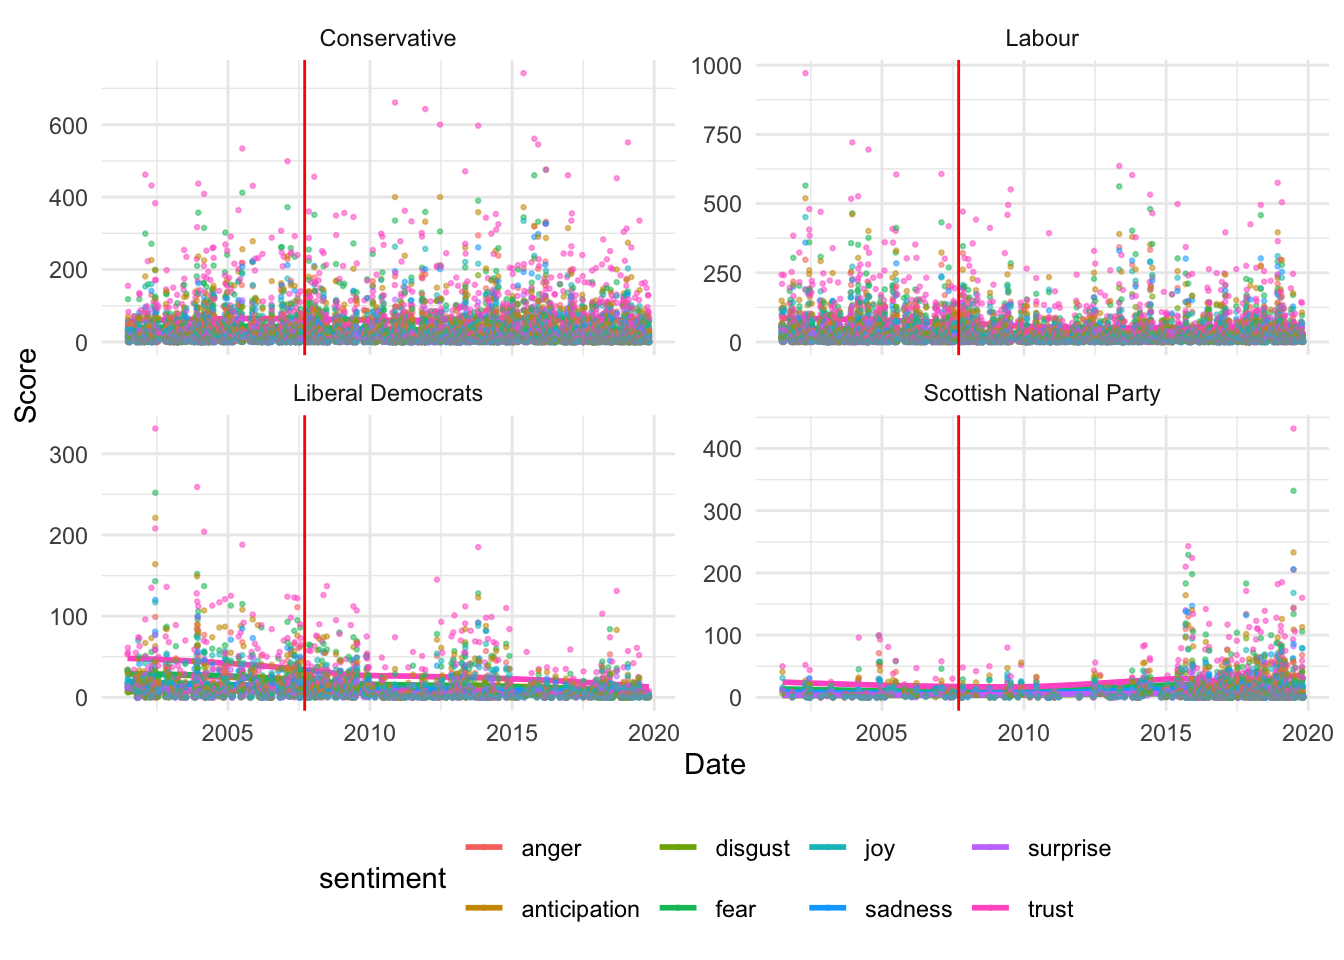 Conservative
Labour
600
400
200
0
1000
750
500
250
0
Score
Liberal Democrats
Scottish National Party
300
200
100
0
400
300
200
100
0
2005
2010
2015
2020
2005
2010
2015
2020
Date
sentiment
anger
disgust
joy
surprise
anticipation
fear
sadness
trust